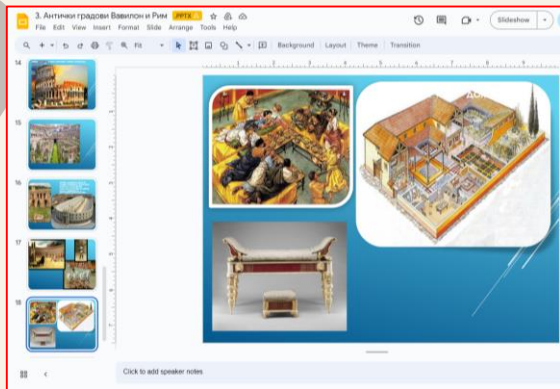 3. Антички градови Вавилон и Рим .PPTX
File Edit View Insert Format Slide Arrange Tools Help
Slideshow
Fit Background Layout Theme Transition
14
15
16
17
18
Click to add speaker notes